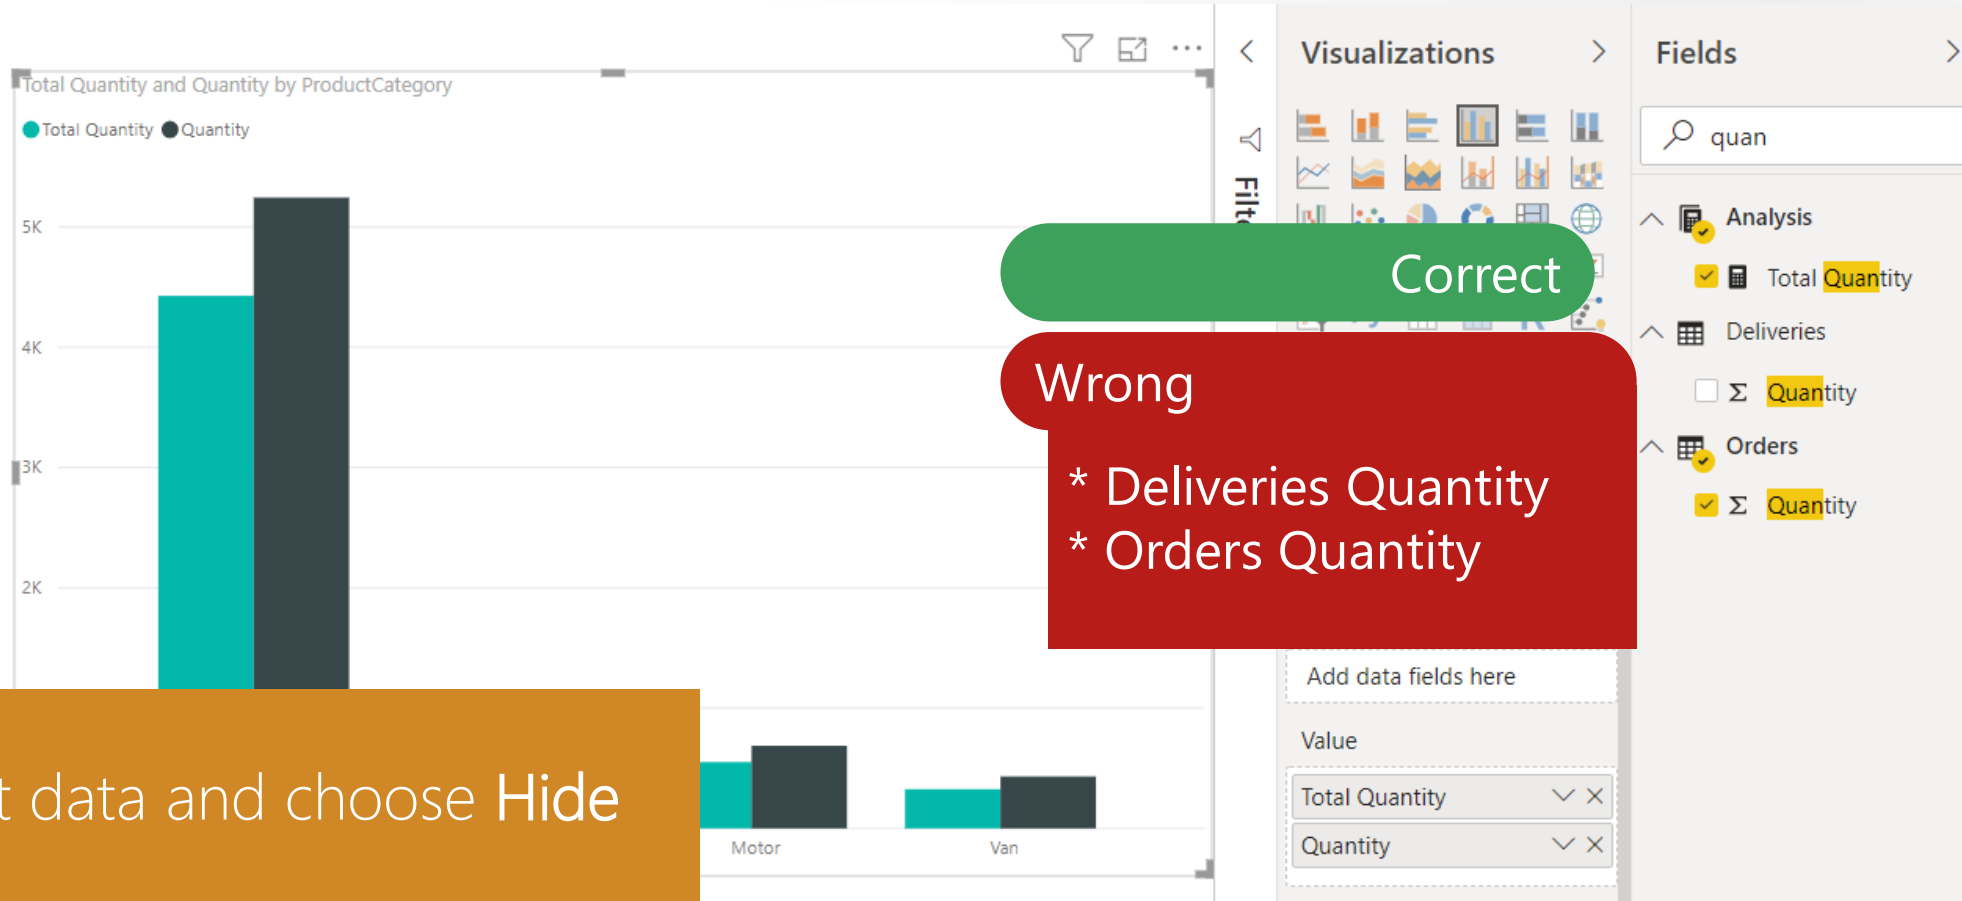 Visualizations
Fields
Total Quantity and Quantity by ProductCategory
Total Quantity
Quantity
quan
5K
4K
3K
2K
Analysis
Total Quantity
Deliveries
Quantity
Orders
Quantity
Correct
Wrong
* Deliveries Quantity
* Orders Quantity
Add data fields here
Value
Total Quantity
Quantity
data and choose Hide
Motor
Van